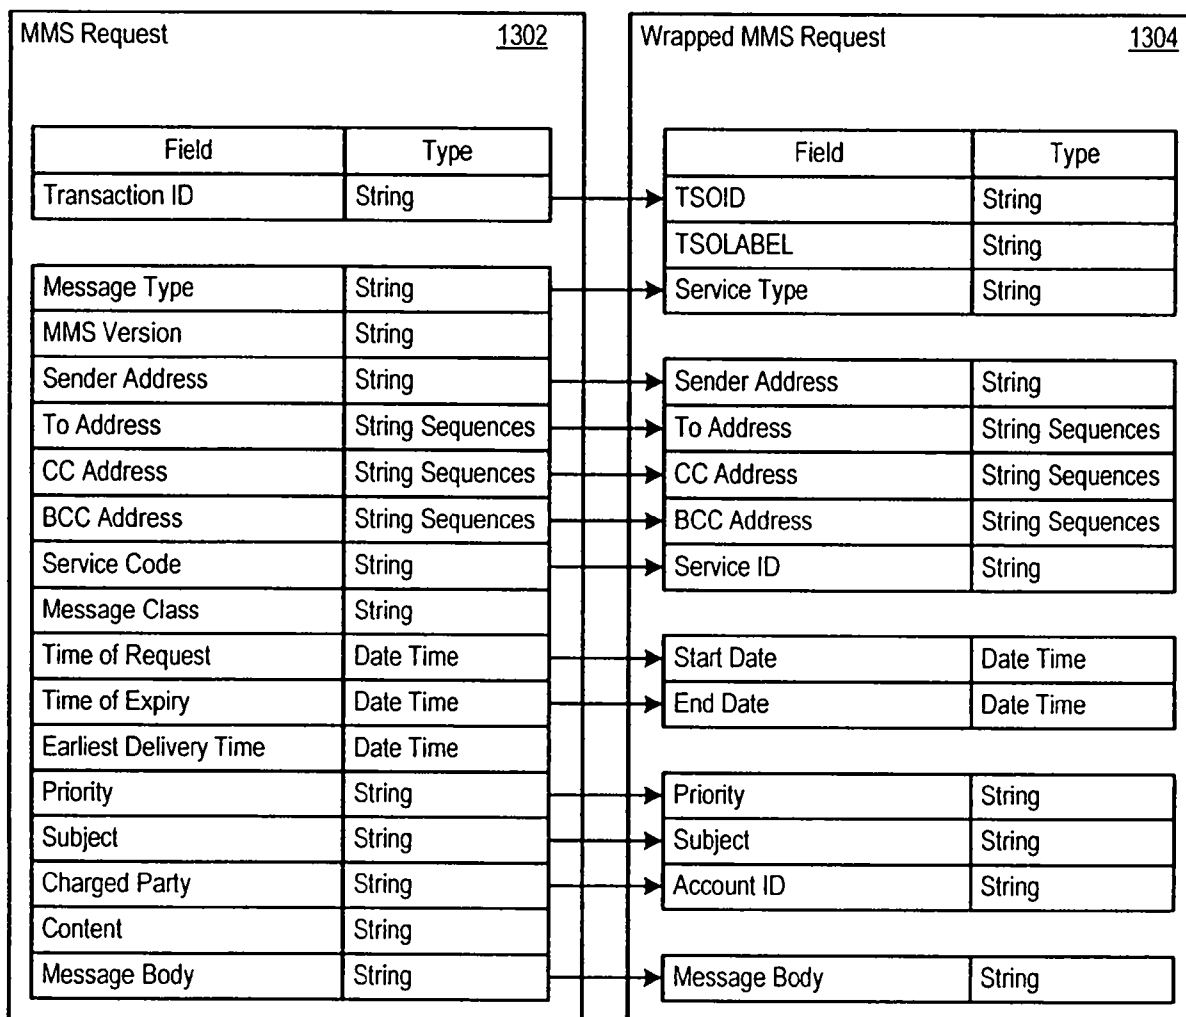 MMS Request 1302
Field Type
Transaction ID String
Message Type String
MMS Version String
Sender Address String
To Address String Sequences
CC Address String Sequences
BCC Address String Sequences
Service Code String
Message Class String
Time of Request Date Time
Time of Expiry Date Time
Earliest Delivery Time Date Time
Priority String
Subject String
Charged Party String
Content String
Message Body String
Wrapped MMS Request 1304
Field Type
TSOID String
TSOLABEL String
Service Type String
Sender Address String
To Address String Sequences
CC Address String Sequences
BCC Address String Sequences
Service ID String
Start Date Date Time
End Date Date Time
Priority String
Subject String
Account ID String
Message Body String